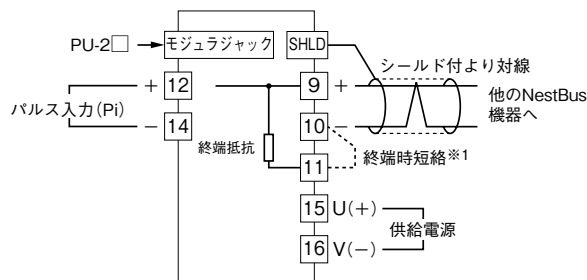 PU-2□
モジュラジャック
SHLD
シールド付より対線
+ 12
9 +
他のNestBus
機器へ
パルス入力(Pi)
− 14
10 −
終端抵抗
終端時短絡※1
11
15 U(+)
供給電源
16 V(−)